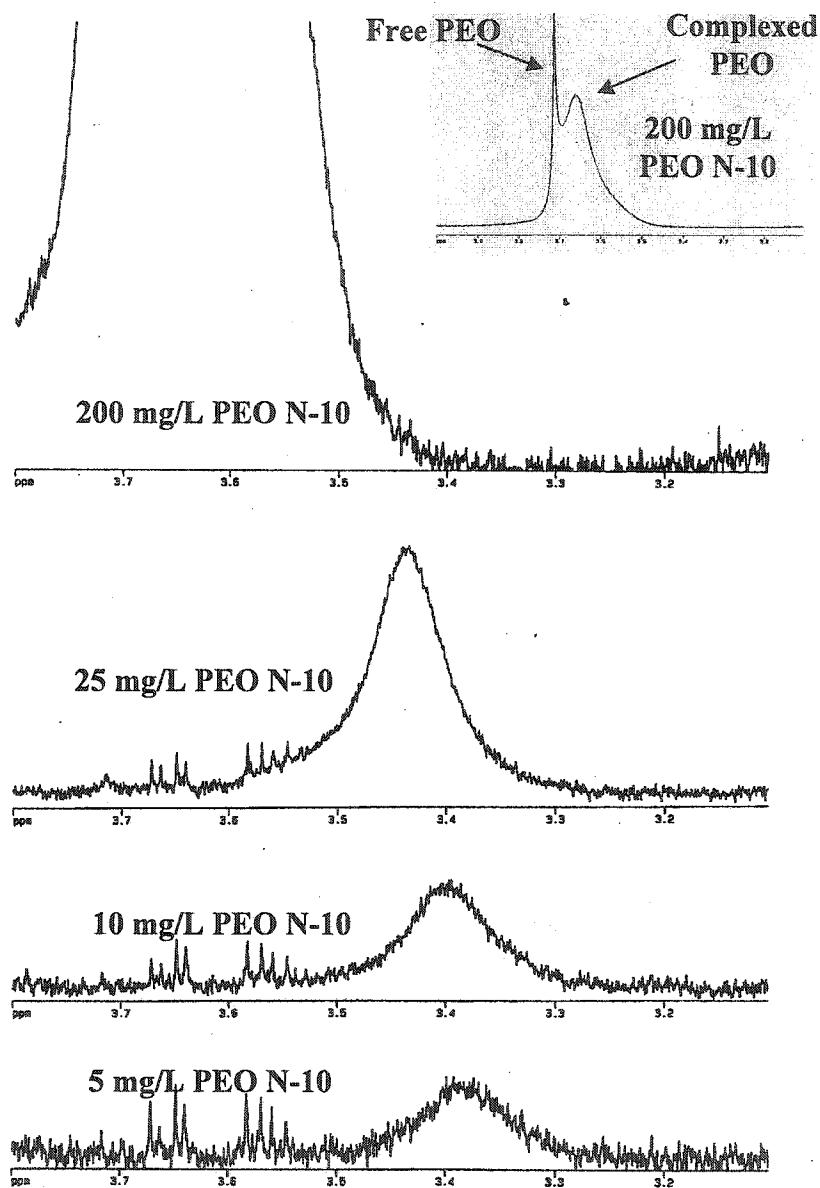 Free PEO
Complexed
PEO
200 mg/L
PEO N-10
200 mg/L PEO N-10
ppm 3.7 3.6 3.5 3.4 3.3 3.2
25 mg/L PEO N-10
ppm 3.7 3.6 3.5 3.4 3.3 3.2
10 mg/L PEO N-10
ppm 3.7 3.6 3.5 3.4 3.3 3.2
5 mg/L PEO N-10
ppm 3.7 3.6 3.5 3.4 3.3 3.2